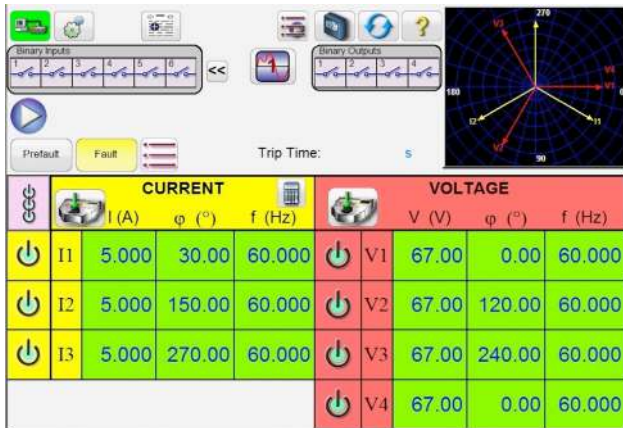 270
V3
Binary Inputs
Binary Outputs
1 2 3 4 5 6
<<
1 2 3 4
V4
180
V1
0
I2
I1
Prefault
Fault
Trip Time:
s
V2
90
CURRENT
VOLTAGE
I (A) φ (°) f (Hz)
V (V) φ (°) f (Hz)
I1 5.000 30.00 60.000
V1 67.00 0.00 60.000
I2 5.000 150.00 60.000
V2 67.00 120.00 60.000
I3 5.000 270.00 60.000
V3 67.00 240.00 60.000
V4 67.00 0.00 60.000